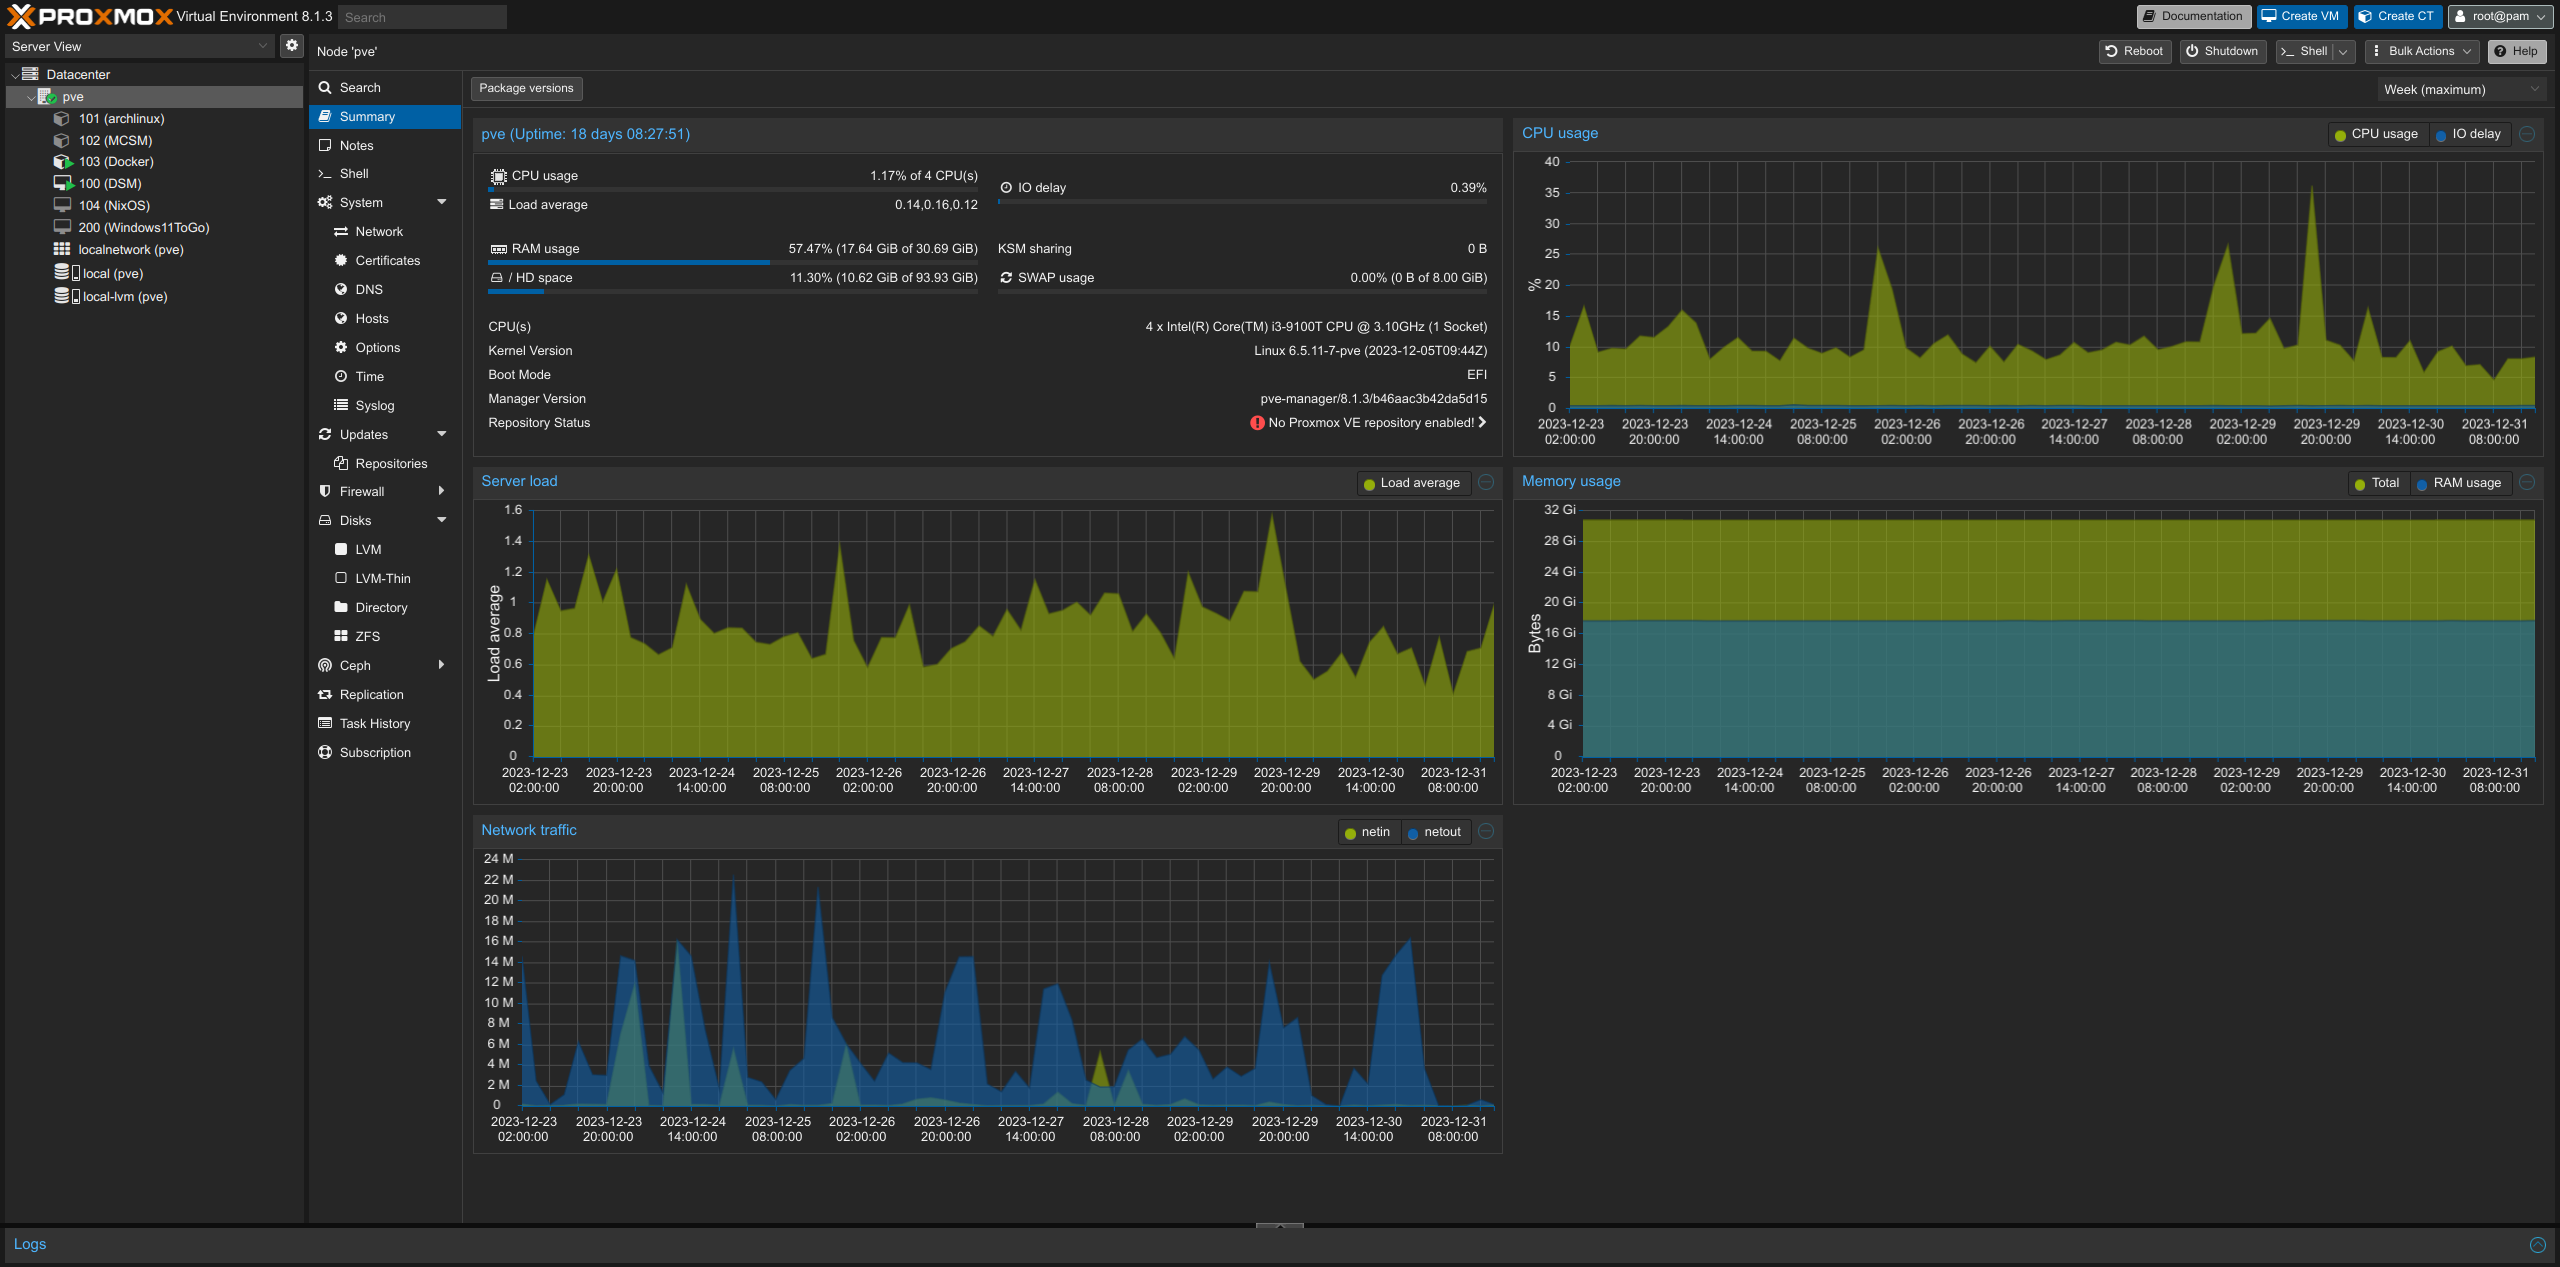 PROXMOX Virtual Environment 8.1.3 Search Documentation Create VM Create CT root@pam
Server View
Node 'pve' Reboot Shutdown Shell Bulk Actions Help
Datacenter
pve
101 (archlinux)
102 (MCSM)
103 (Docker)
100 (DSM)
104 (NixOS)
200 (Windows11ToGo)
localnetwork (pve)
local (pve)
local-lvm (pve)
Search
Summary
Notes
Shell
System
Network
Certificates
DNS
Hosts
Options
Time
Syslog
Updates
Repositories
Firewall
Disks
LVM
LVM-Thin
Directory
ZFS
Ceph
Replication
Task History
Subscription
Package versions Week (maximum)
pve (Uptime: 18 days 08:27:51)
CPU usage 1.17% of 4 CPU(s)
IO delay 0.39%
Load average 0.14,0.16,0.12
RAM usage 57.47% (17.64 GiB of 30.69 GiB)
KSM sharing 0 B
/ HD space 11.30% (10.62 GiB of 93.93 GiB)
SWAP usage 0.00% (0 B of 8.00 GiB)
CPU(s) 4 x Intel(R) Core(TM) i3-9100T CPU @ 3.10GHz (1 Socket)
Kernel Version Linux 6.5.11-7-pve (2023-12-05T09:44Z)
Boot Mode EFI
Manager Version pve-manager/8.1.3/b46aac3b42da5d15
Repository Status No Proxmox VE repository enabled!
CPU usage CPU usage IO delay
40
35
30
25
20
15
10
5
0
%
2023-12-23 2023-12-23 2023-12-24 2023-12-25 2023-12-26 2023-12-26 2023-12-27 2023-12-28 2023-12-29 2023-12-29 2023-12-30 2023-12-31
02:00:00 20:00:00 14:00:00 08:00:00 02:00:00 20:00:00 14:00:00 08:00:00 02:00:00 20:00:00 14:00:00 08:00:00
Server load Load average
1.6
1.4
1.2
1
0.8
0.6
0.4
0.2
0
Load average
2023-12-23 2023-12-23 2023-12-24 2023-12-25 2023-12-26 2023-12-26 2023-12-27 2023-12-28 2023-12-29 2023-12-29 2023-12-30 2023-12-31
02:00:00 20:00:00 14:00:00 08:00:00 02:00:00 20:00:00 14:00:00 08:00:00 02:00:00 20:00:00 14:00:00 08:00:00
Memory usage Total RAM usage
32 Gi
28 Gi
24 Gi
20 Gi
16 Gi
12 Gi
8 Gi
4 Gi
0
Bytes
2023-12-23 2023-12-23 2023-12-24 2023-12-25 2023-12-26 2023-12-26 2023-12-27 2023-12-28 2023-12-29 2023-12-29 2023-12-30 2023-12-31
02:00:00 20:00:00 14:00:00 08:00:00 02:00:00 20:00:00 14:00:00 08:00:00 02:00:00 20:00:00 14:00:00 08:00:00
Network traffic netin netout
24 M
22 M
20 M
18 M
16 M
14 M
12 M
10 M
8 M
6 M
4 M
2 M
0
2023-12-23 2023-12-23 2023-12-24 2023-12-25 2023-12-26 2023-12-26 2023-12-27 2023-12-28 2023-12-29 2023-12-29 2023-12-30 2023-12-31
02:00:00 20:00:00 14:00:00 08:00:00 02:00:00 20:00:00 14:00:00 08:00:00 02:00:00 20:00:00 14:00:00 08:00:00
Logs